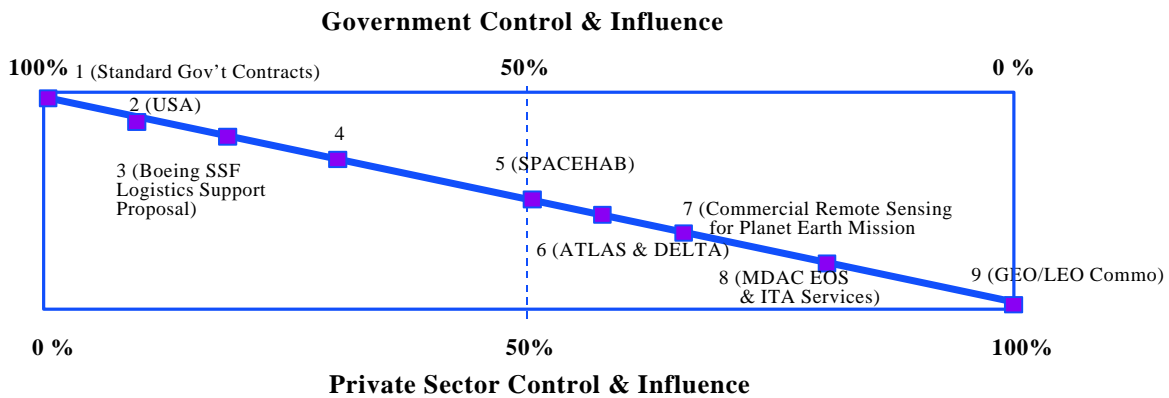 Government Control & Influence
100%
50%
0 %
1 (Standard Gov't Contracts)
2 (USA)
3 (Boeing SSF
Logistics Support
Proposal)
4
5 (SPACEHAB)
6 (ATLAS & DELTA)
7 (Commercial Remote Sensing
for Planet Earth Mission
8 (MDAC EOS
& ITA Services)
9 (GEO/LEO Commo)
0 %
50%
100%
Private Sector Control & Influence